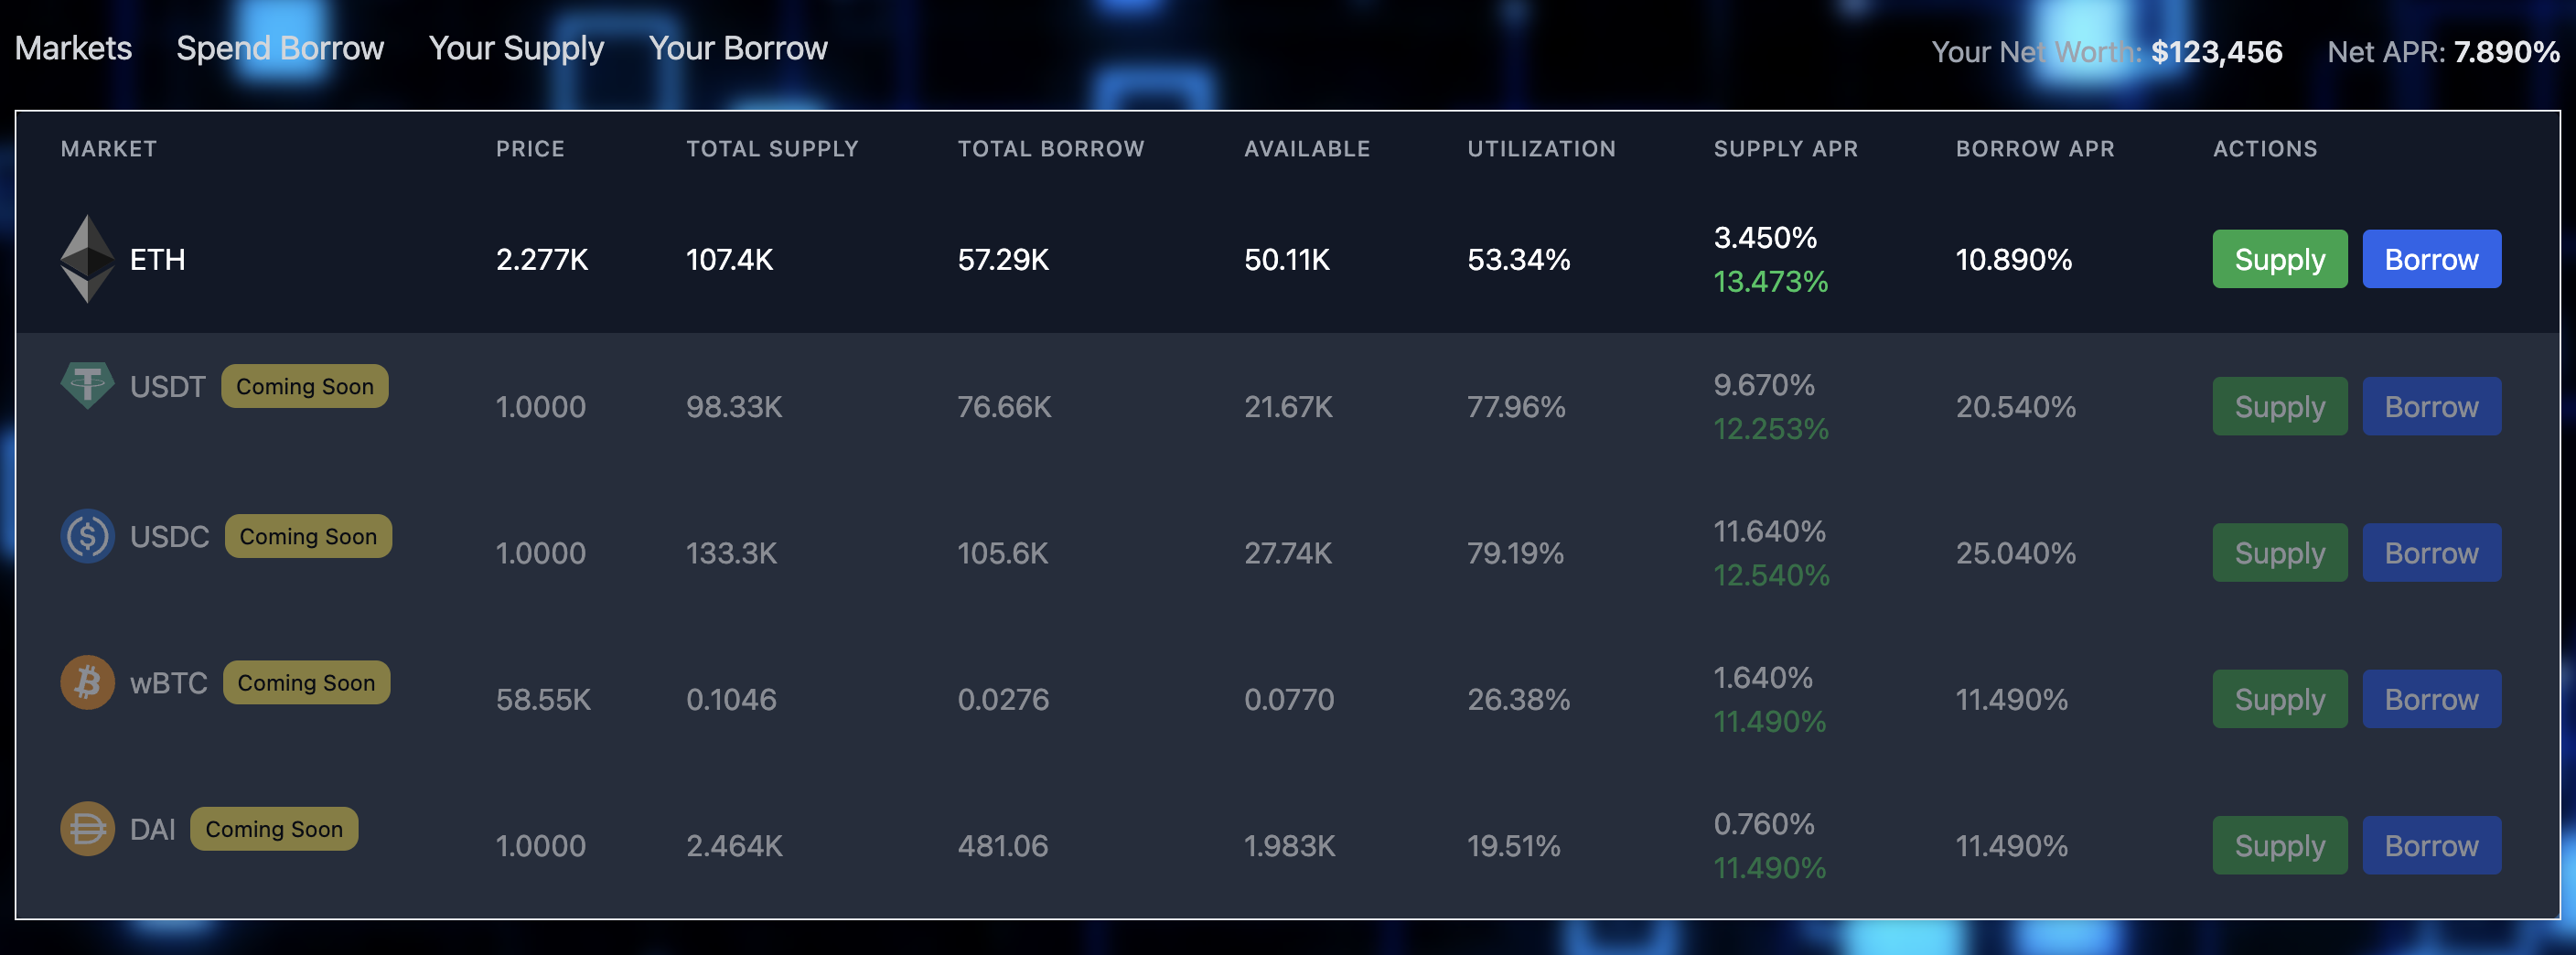 Markets Spend Borrow Your Supply Your Borrow Your Net Worth: $123,456 Net APR: 7.890%
MARKET PRICE TOTAL SUPPLY TOTAL BORROW AVAILABLE UTILIZATION SUPPLY APR BORROW APR ACTIONS
ETH 2.277K 107.4K 57.29K 50.11K 53.34% 3.450% 10.890% Supply Borrow
13.473%
USDT Coming Soon 1.0000 98.33K 76.66K 21.67K 77.96% 9.670% 20.540% Supply Borrow
12.253%
USDC Coming Soon 1.0000 133.3K 105.6K 27.74K 79.19% 11.640% 25.040% Supply Borrow
12.540%
wBTC Coming Soon 58.55K 0.1046 0.0276 0.0770 26.38% 1.640% 11.490% Supply Borrow
11.490%
DAI Coming Soon 1.0000 2.464K 481.06 1.983K 19.51% 0.760% 11.490% Supply Borrow
11.490%